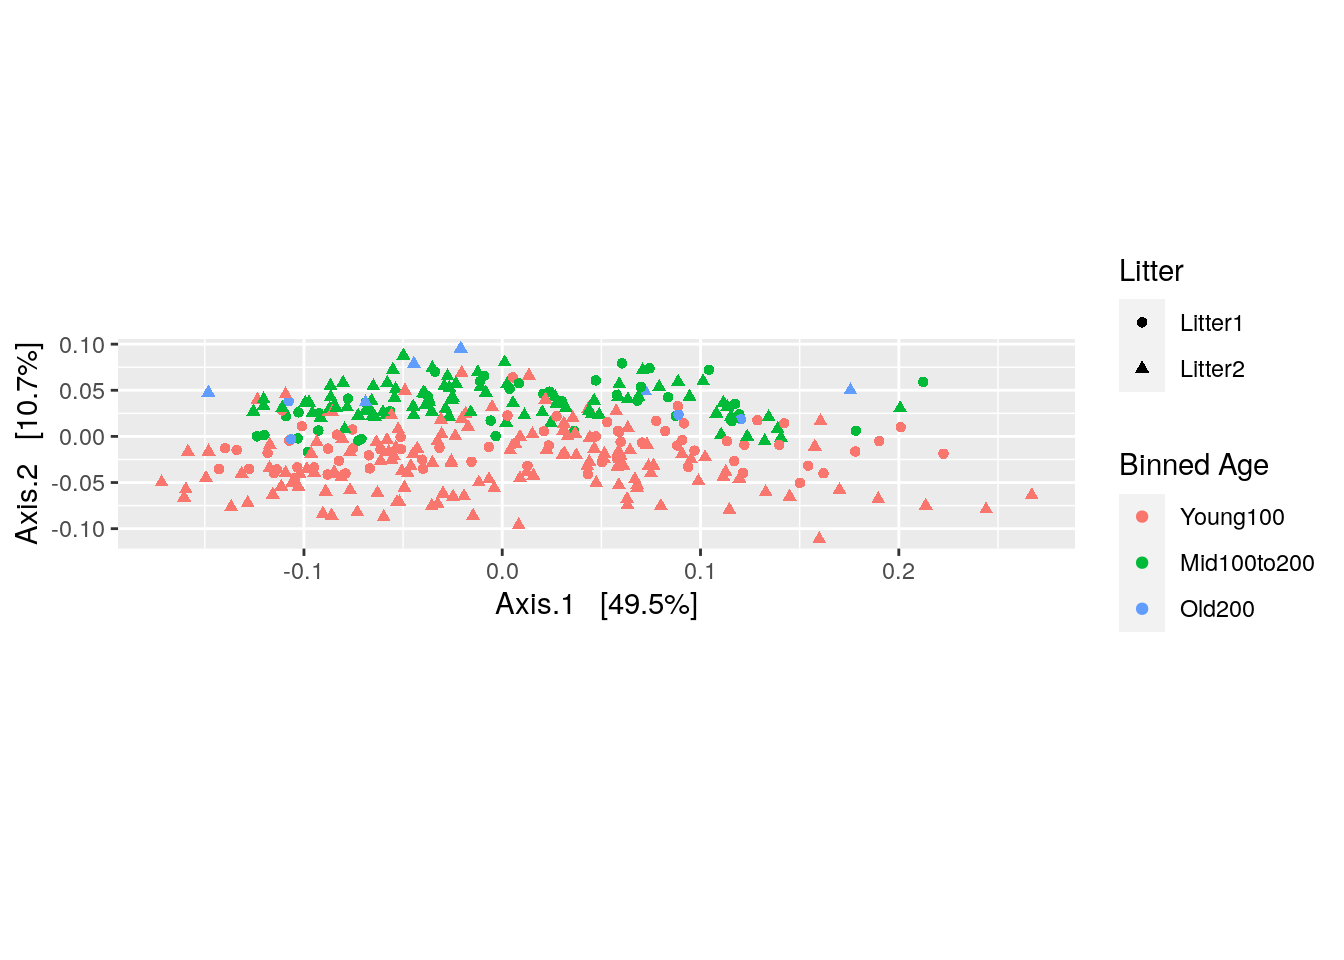 0.10
0.05
0.00
-0.05
-0.10
Axis.2 [10.7%]
-0.1
0.0
0.1
0.2
Axis.1 [49.5%]
Litter
Litter1
Litter2
Binned Age
Young100
Mid100to200
Old200